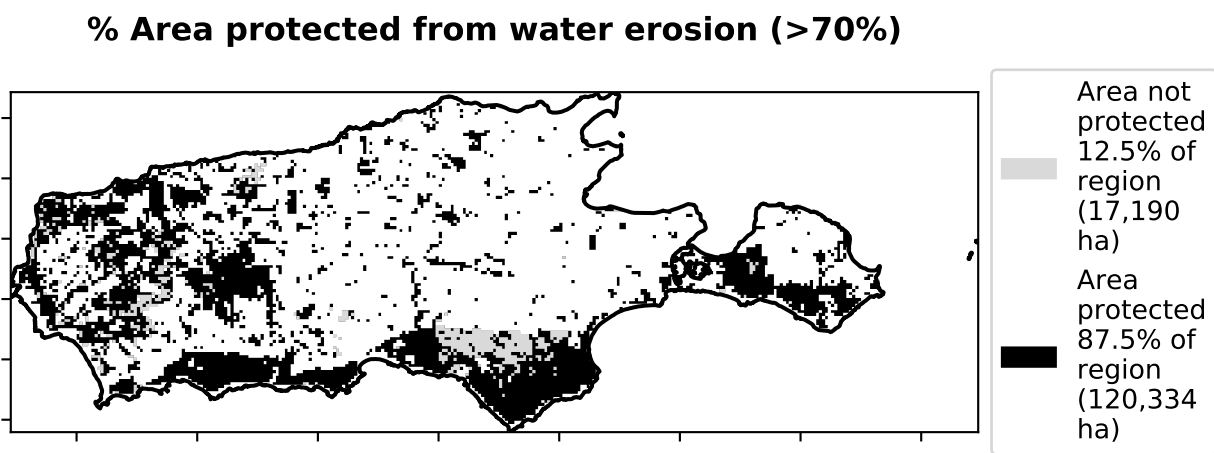 % Area protected from water erosion (>70%)
Area not
protected
12.5% of
region
(17,190
ha)
Area
protected
87.5% of
region
(120,334
ha)